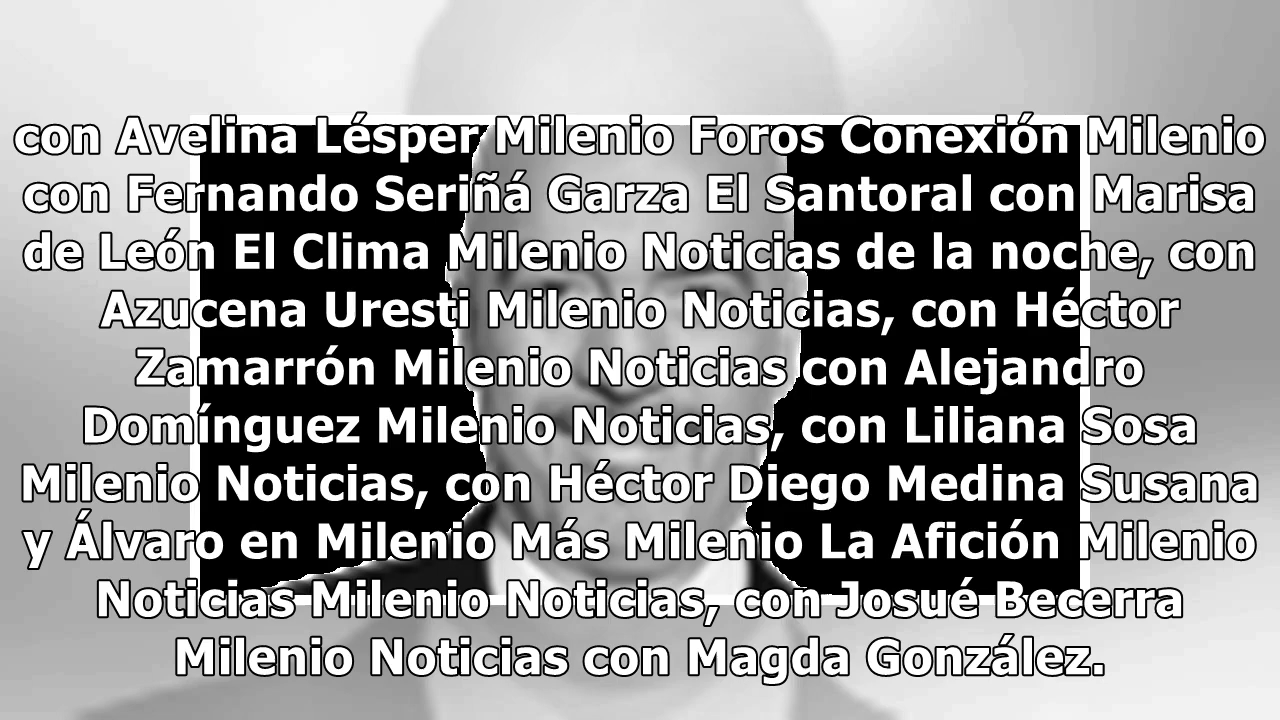 con Avelina Lésper Milenio Foros Conexión Milenio
con Fernando Seriñá Garza El Santoral con Marisa
de León El Clima Milenio Noticias de la noche, con
Azucena Uresti Milenio Noticias, con Héctor
Zamarrón Milenio Noticias con Alejandro
Domínguez Milenio Noticias, con Liliana Sosa
Milenio Noticias, con Héctor Diego Medina Susana
y Álvaro en Milenio Más Milenio La Afición Milenio
Noticias Milenio Noticias, con Josué Becerra
Milenio Noticias con Magda González.